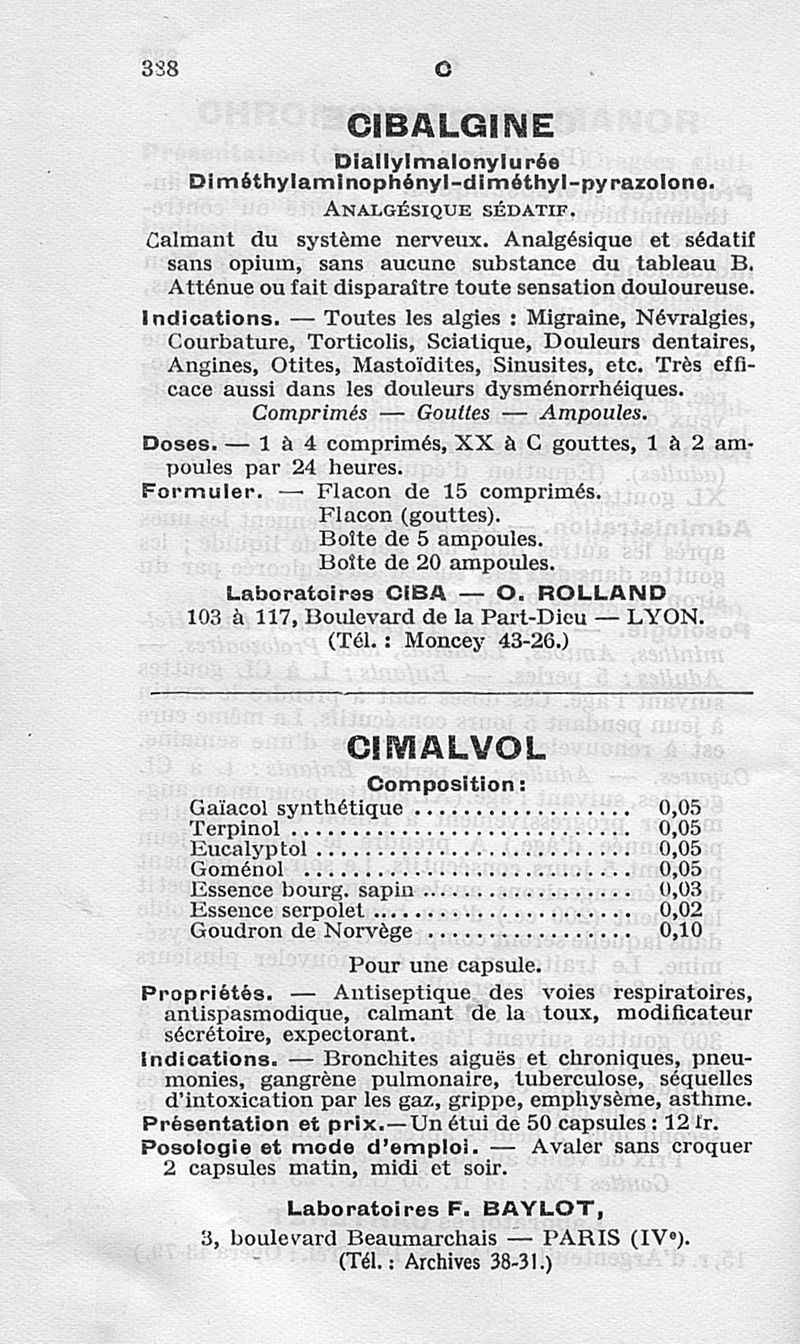 338
C
CIBALGINE
Diallylmalonylurée
Diméthylaminophényl-diméthyl-pyrazolone.
ANALGÉSIQUE SÉDATIF.
Calmant du système nerveux. Analgésique et sédatif
sans opium, sans aucune substance du tableau B.
Atténue ou fait disparaître toute sensation douloureuse.
Indications. — Toutes les algies : Migraine, Névralgies,
Courbature, Torticolis, Sciatique, Douleurs dentaires,
Angines, Otites, Mastoïdites, Sinusites, etc. Très effi-
cace aussi dans les douleurs dysménorrhéiques.
Comprimés — Gouttes — Ampoules.
Doses. — 1 à 4 comprimés, XX à C gouttes, 1 à 2 am-
poules par 24 heures.
Formuler. — Flacon de 15 comprimés.
Flacon (gouttes).
Boîte de 5 ampoules.
Boîte de 20 ampoules.
Laboratoires CIBA — O. ROLLAND
103 à 117, Boulevard de la Part-Dieu — LYON.
(Tél. : Moncey 43-26.)
CIMALVOL
Composition :
Gaïacol synthétique .................. 0,05
Terpinol ............................ 0,05
Eucalyptol .......................... 0,05
Goménol ........................... 0,05
Essence bourg. sapin ................. 0,03
Essence serpolet ..................... 0,02
Goudron de Norvège ................. 0,10
Pour une capsule.
Propriétés. — Antiseptique des voies respiratoires,
antispasmodique, calmant de la toux, modificateur
sécrétoire, expectorant.
Indications. — Bronchites aiguës et chroniques, pneu-
monies, gangrène pulmonaire, tuberculose, séquelles
d'intoxication par les gaz, grippe, emphysème, asthme.
Présentation et prix.—Un étui de 50 capsules : 12 fr.
Posologie et mode d'emploi. — Avaler sans croquer
2 capsules matin, midi et soir.
Laboratoires F. BAYLOT,
3, boulevard Beaumarchais — PARIS (IVe).
(Tél. : Archives 38-31.)